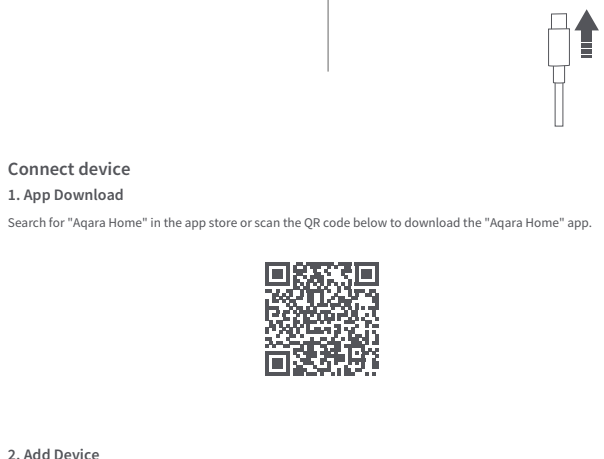 Connect device
1. App Download
Search for "Aqara Home" in the app store or scan the QR code below to download the "Aqara Home" app.
2. Add Device